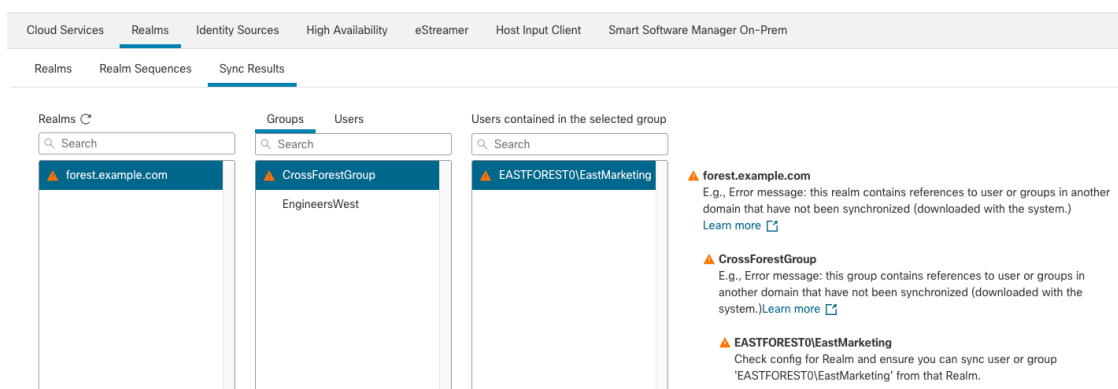 Cloud Services Realms Identity Sources High Availability eStreamer Host Input Client Smart Software Manager On-Prem
Realms Realm Sequences Sync Results
Realms Groups Users Users contained in the selected group
Search Search Search
forest.example.com CrossForestGroup EASTFOREST0\EastMarketing
EngineersWest
forest.example.com
E.g., Error message: this realm contains references to user or groups in another
domain that have not been synchronized (downloaded with the system.)
Learn more
CrossForestGroup
E.g., Error message: this group contains references to user or groups in
another domain that have not been synchronized (downloaded with the
system.)Learn more
EASTFOREST0\EastMarketing
Check config for Realm and ensure you can sync user or group
'EASTFOREST0\EastMarketing' from that Realm.